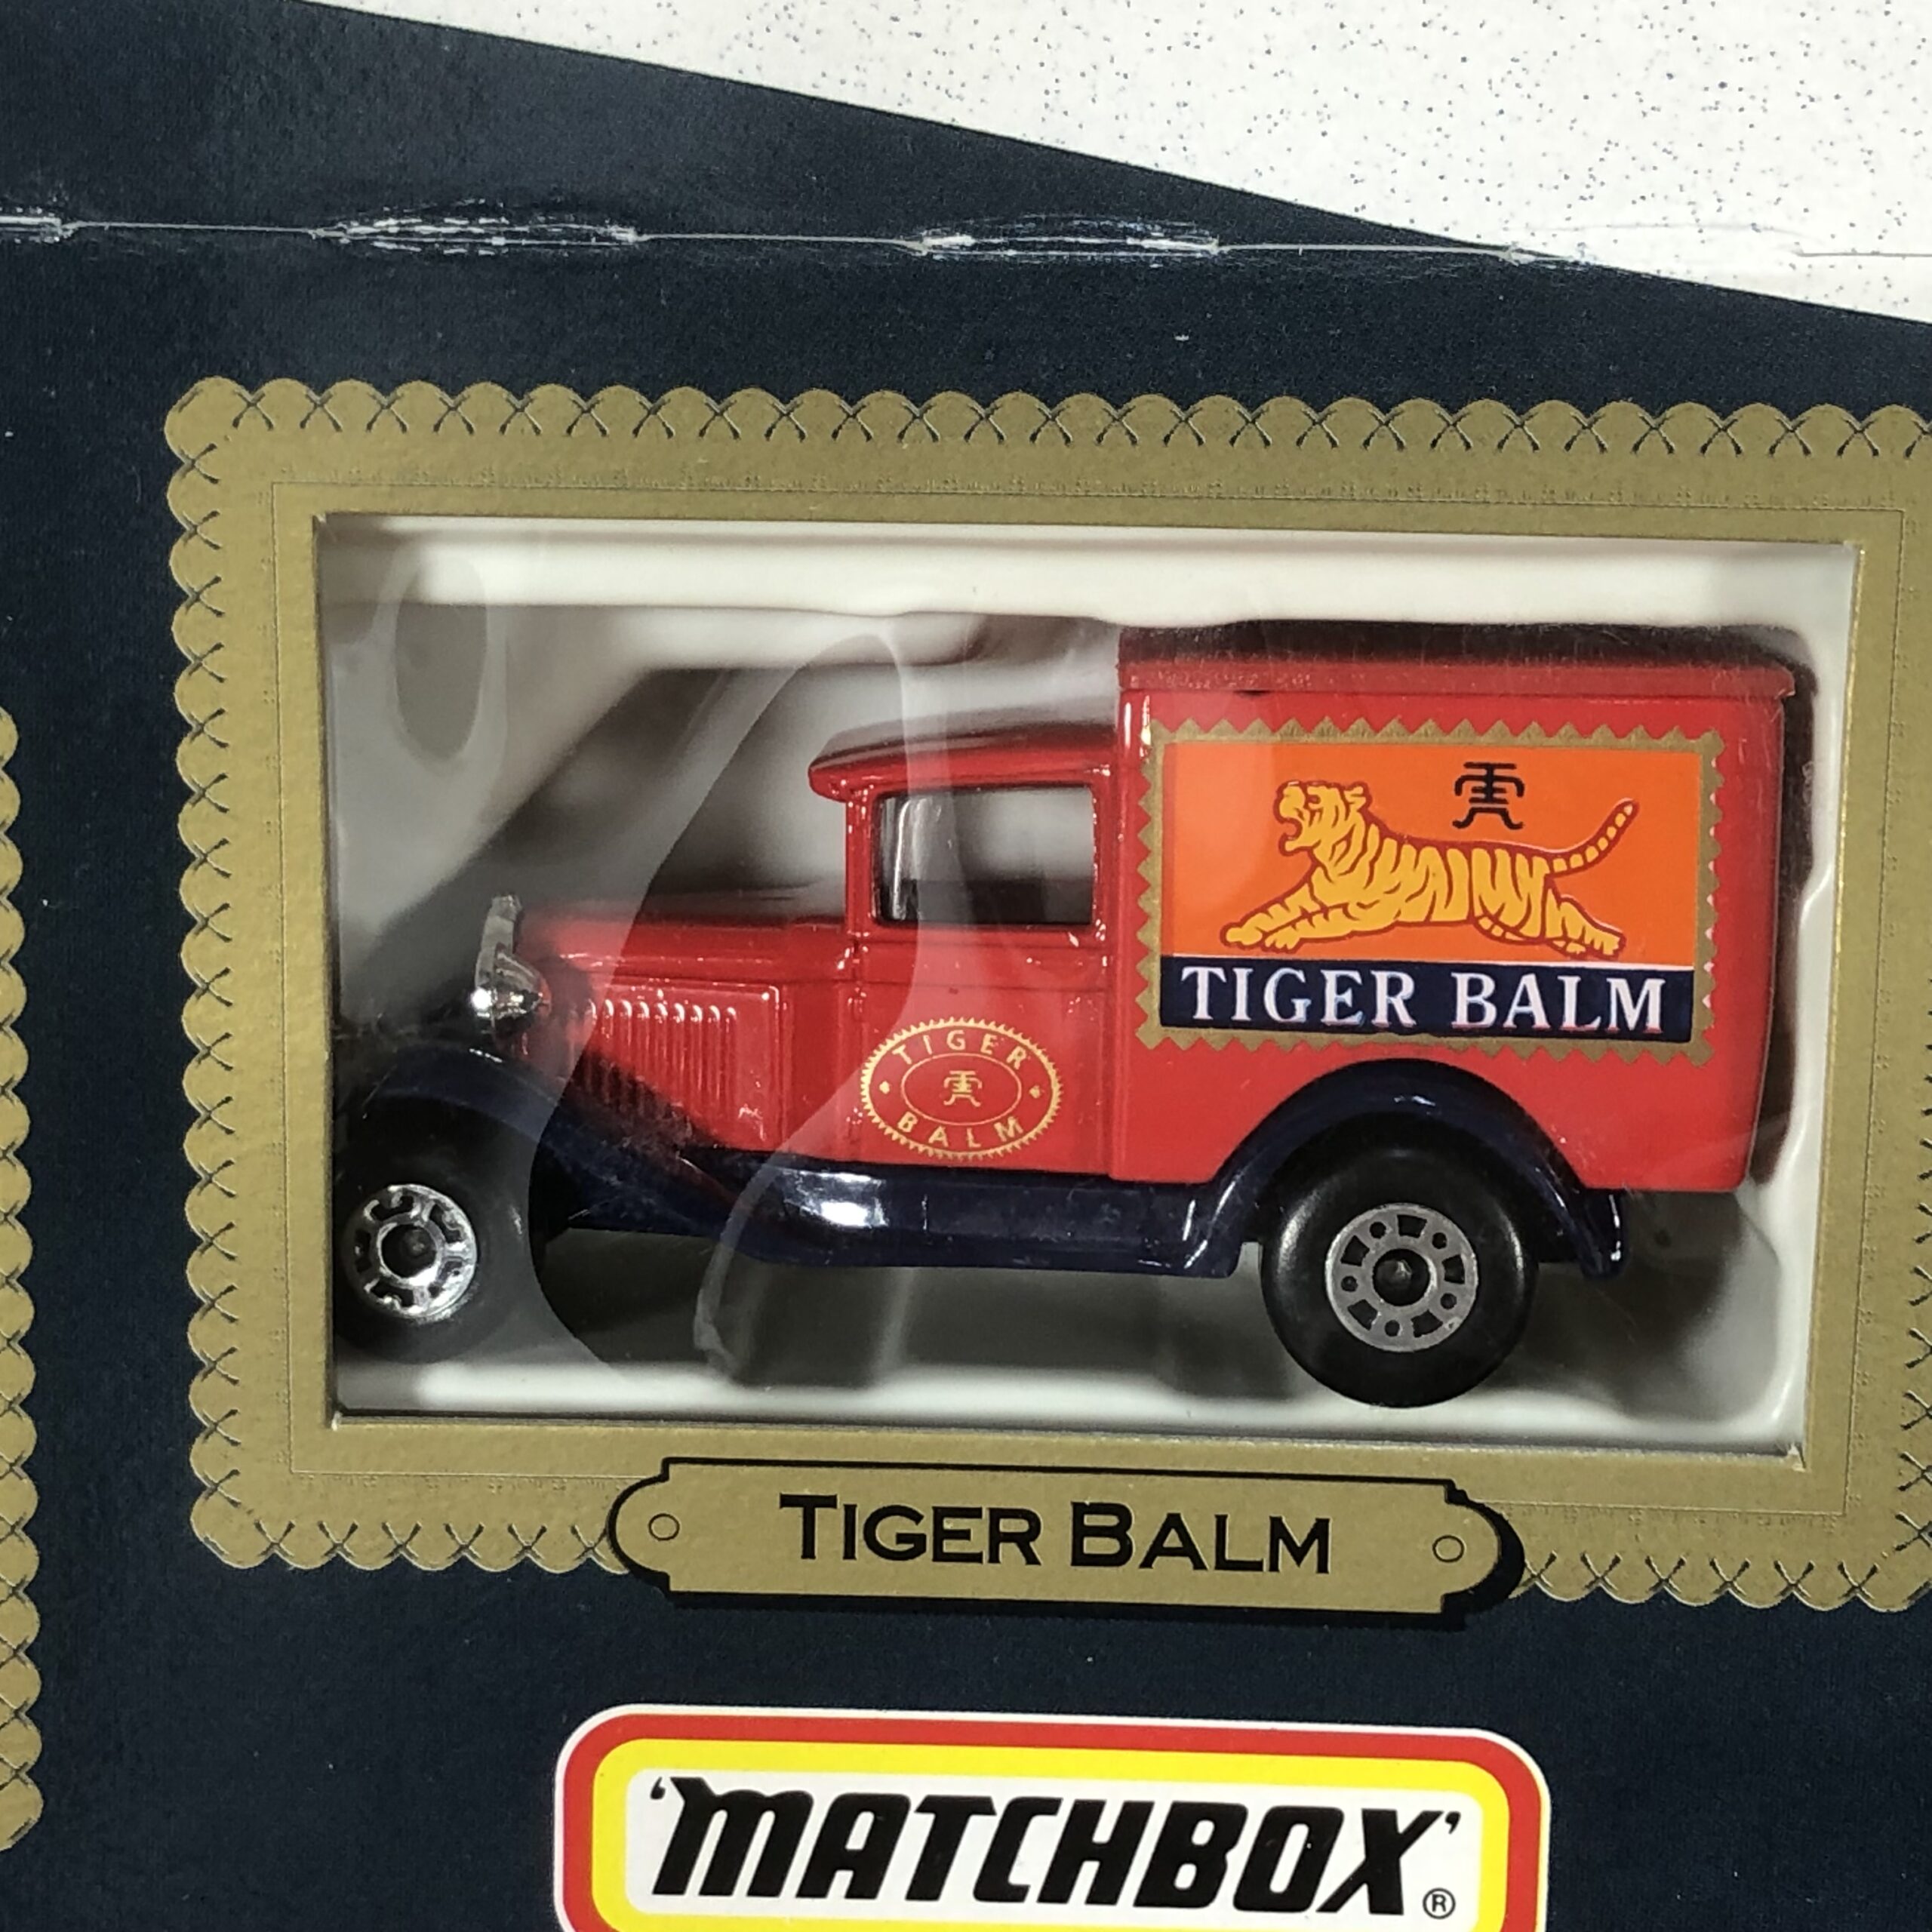 虎
TIGER BALM
TIGER
虎
BALM
TIGER BALM
'MATCHBOX'®